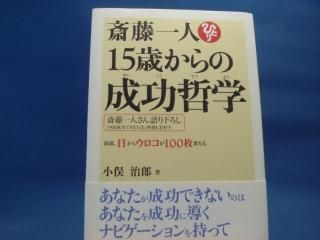 斎藤一人
15歳からの
成功哲学
斎藤一人さん語り下ろし
最終、目からウロコが100枚落ちる
小俣 治郎 著
あなたが成功できないのは
あなたを成功に導く
ナビゲーションを持って